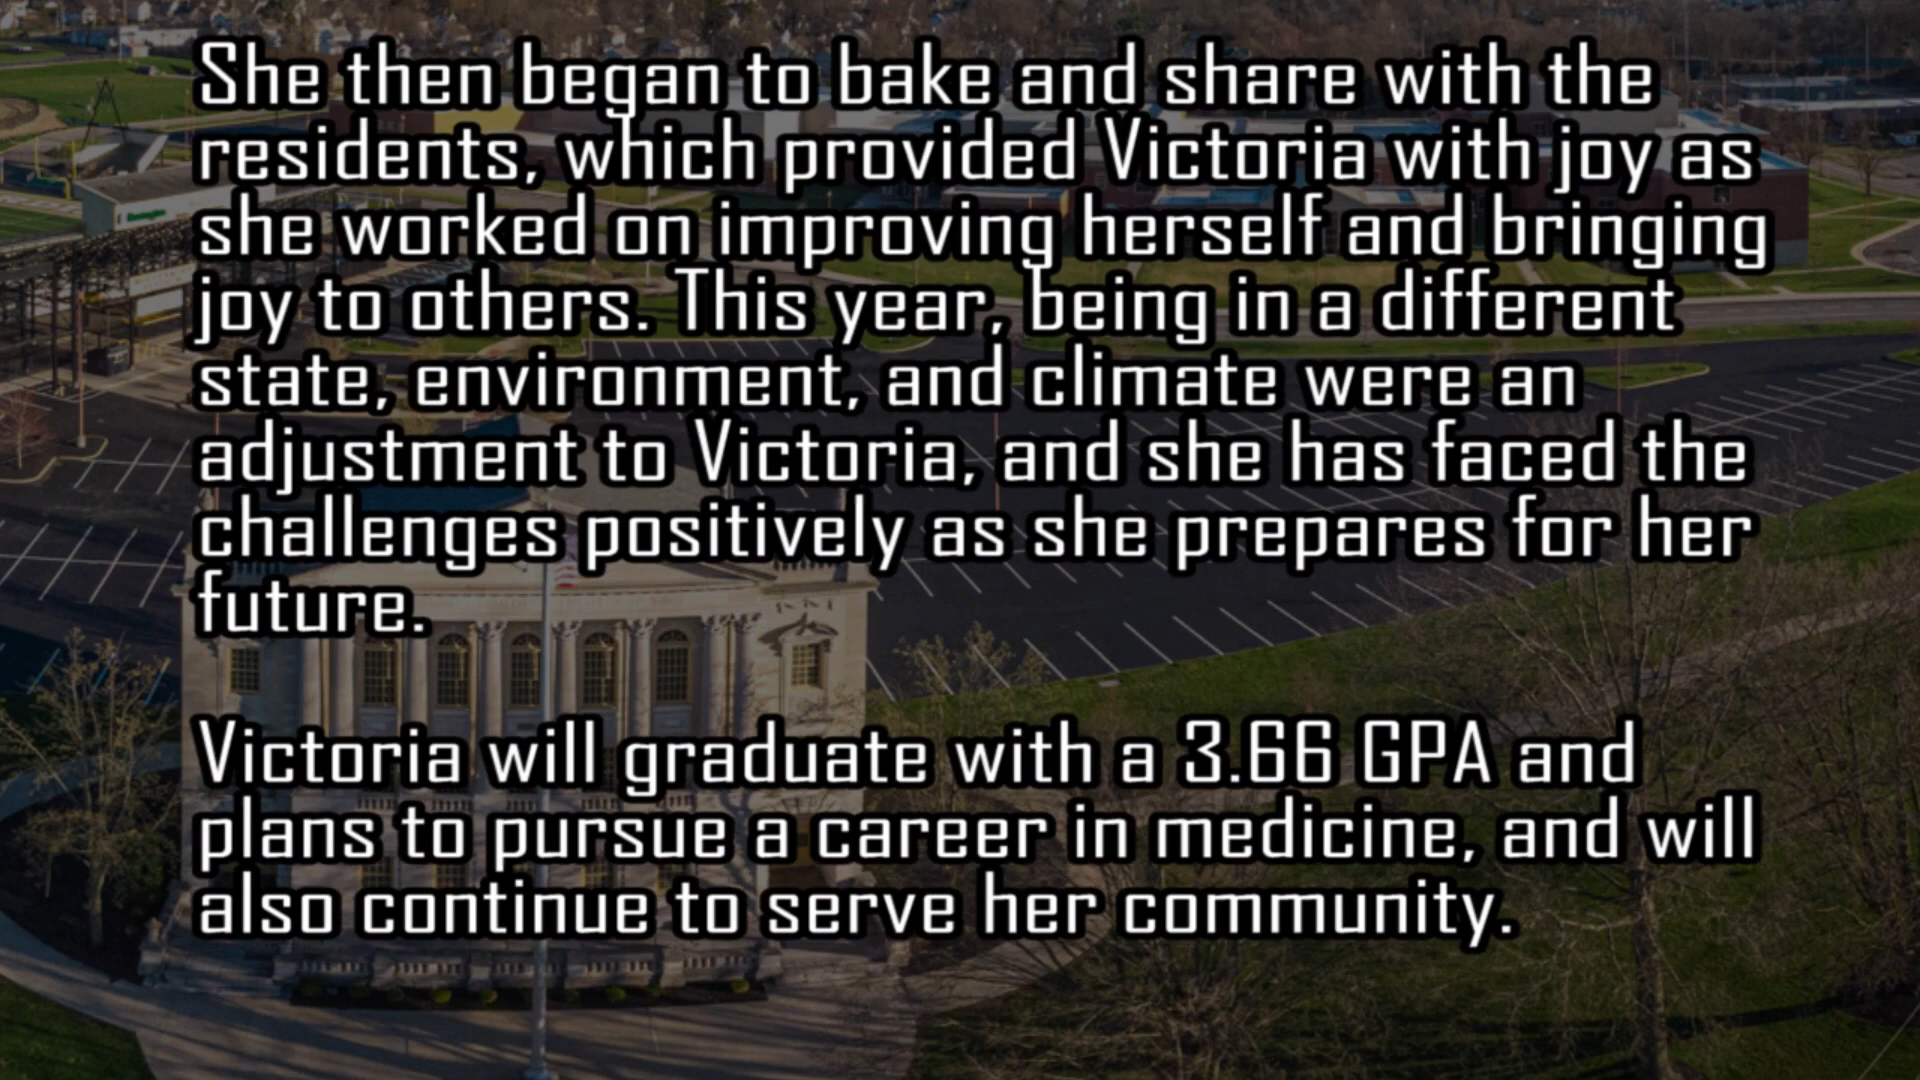 She then began to bake and share with the
residents, which provided Victoria with joy as
she worked on improving herself and bringing
joy to others. This year, being in a different
state, environment, and climate were an
adjustment to Victoria, and she has faced the
challenges positively as she prepares for her
future.
Victoria will graduate with a 3.66 GPA and
plans to pursue a career in medicine, and will
also continue to serve her community.